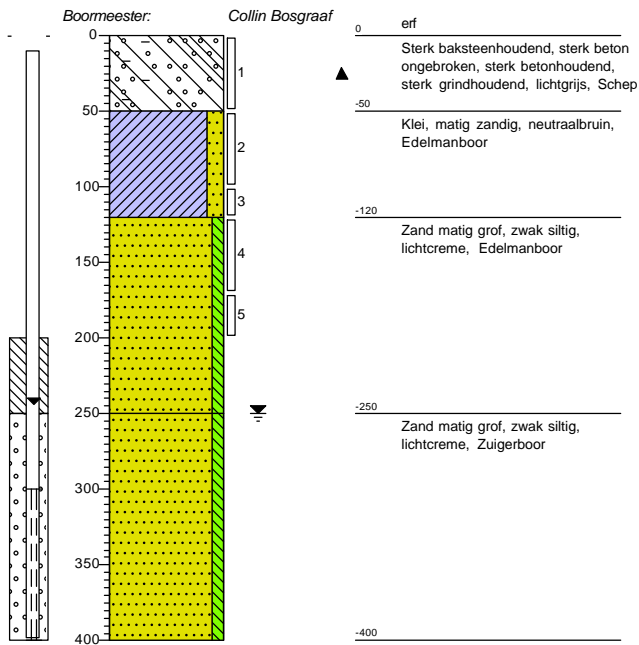 Boormeester: Collin Bosgraaf
0
50
100
150
200
250
300
350
400
1
2
3
4
5
0
erf
Sterk baksteenhoudend, sterk beton
ongebroken, sterk betonhoudend,
sterk grindhoudend, lichtgrijs, Schep
-50
Klei, matig zandig, neutraalbruin,
Edelmanboor
-120
Zand matig grof, zwak siltig,
lichtcreme, Edelmanboor
-250
Zand matig grof, zwak siltig,
lichtcreme, Zuigerboor
-400